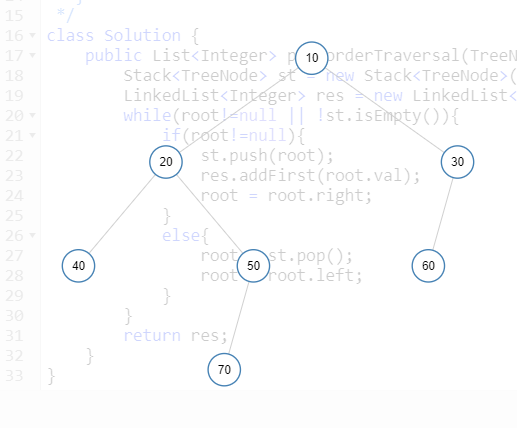 15 */
16 class Solution {
17 public List<Integer> p orderTraversal(TreeN
18 Stack<TreeNode> st = new Stack<TreeNode>(
19 LinkedList<Integer> res = new LinkedList<
20 while(root!=null || !st.isEmpty()){
21 if(root!=null){
22 st.push(root);
23 res.addFirst(root.val);
24 root = root.right;
25 }
26 else{
27 root st.pop();
28 root root.left;
29 }
30 }
31 return res;
32 }
33 }
10
20
30
40
50
60
70